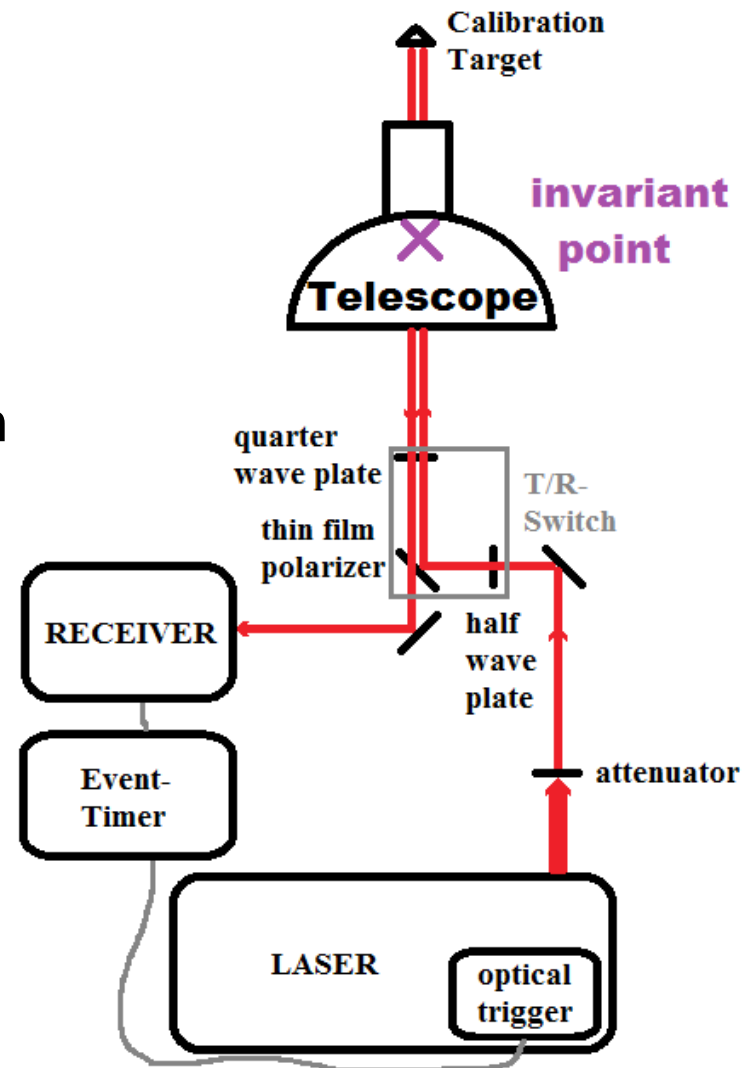 Calibration
Target
invariant
point
Telescope
quarter
wave plate
T/R-
Switch
thin film
polarizer
RECEIVER
half
wave
plate
Event-
Timer
attenuator
LASER
optical
trigger